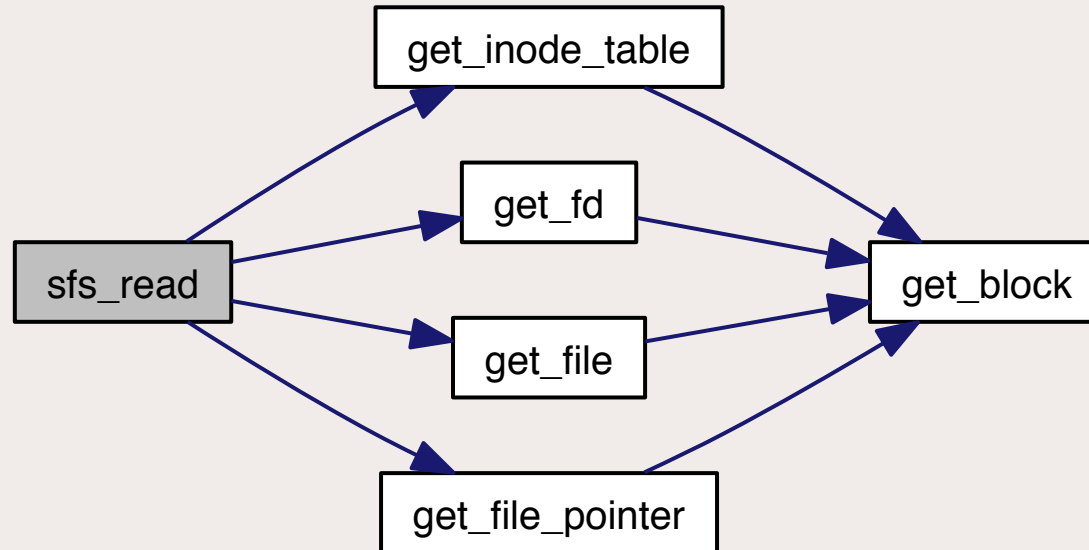 get_inode_table
get_fd
sfs_read
get_block
get_file
get_file_pointer